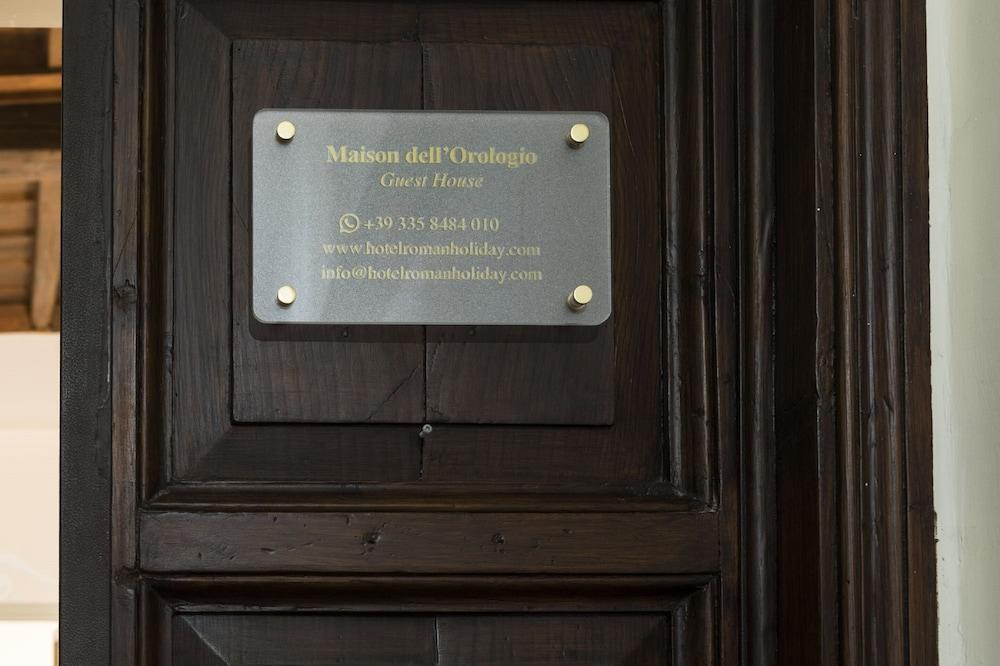 Maison dell'Orologio
Guest House
+39 335 8484 010
www.hotelromanholiday.com
info@hotelromanholiday.com